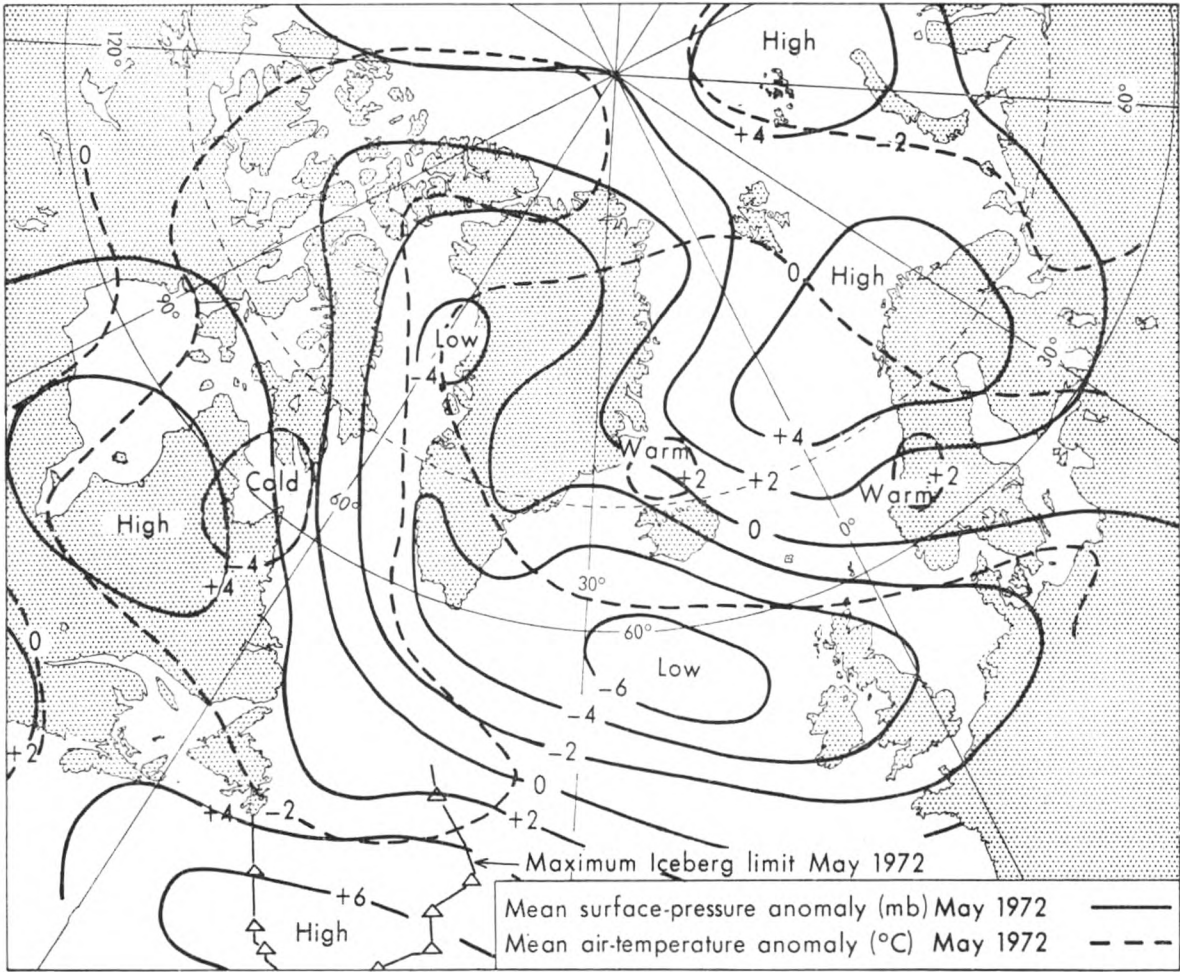 High
120°
60°
+4
-2
0
0
High
90°
Low
-4
30°
+4
Warm
+2
+2
Warm
+2
Cold
High
60°
0
0°
-4
+4
30°
0
60°
Low
-6
-4
+2
-2
0
+4
-2
+2
Maximum Iceberg limit May 1972
+6
High
Mean surface-pressure anomaly (mb) May 1972
Mean air-temperature anomaly (°C) May 1972